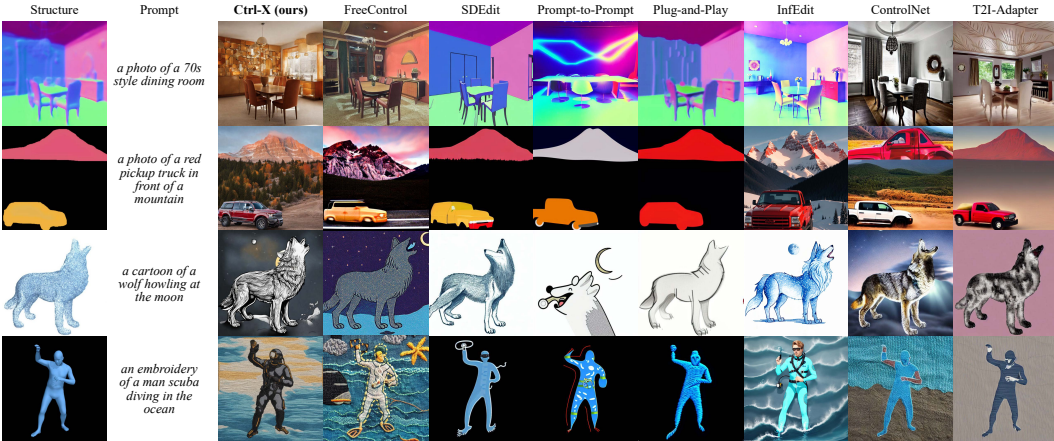 Structure
Prompt
Ctrl-X (ours)
FreeControl
SDEdit
Prompt-to-Prompt
Plug-and-Play
InfEdit
ControlNet
T2I-Adapter
a photo of a 70s
style dining room
a photo of a red
pickup truck in
front of a
mountain
a cartoon of a
wolf howling at
the moon
an embroidery
of a man scuba
diving in the
ocean